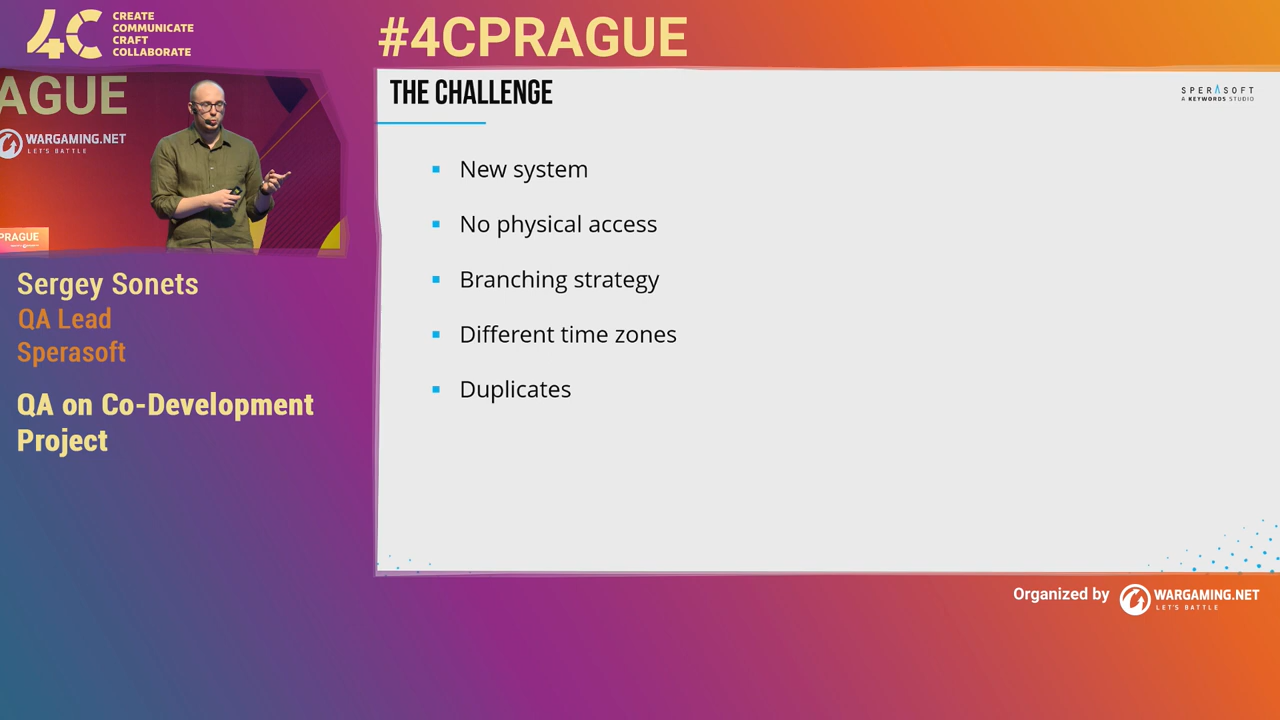 4C
CREATE
COMMUNICATE
CRAFT
COLLABORATE
#4CPRAGUE
AGUE
WARGAMING.NET
LET'S BATTLE
PRAGUE
Sergey Sonets
QA Lead
Sperasoft
QA on Co-Development
Project
THE CHALLENGE
SPERASOFT
A KEYWORDS STUDIO
New system
No physical access
Branching strategy
Different time zones
Duplicates
Organized by
WARGAMING.NET
LET'S BATTLE